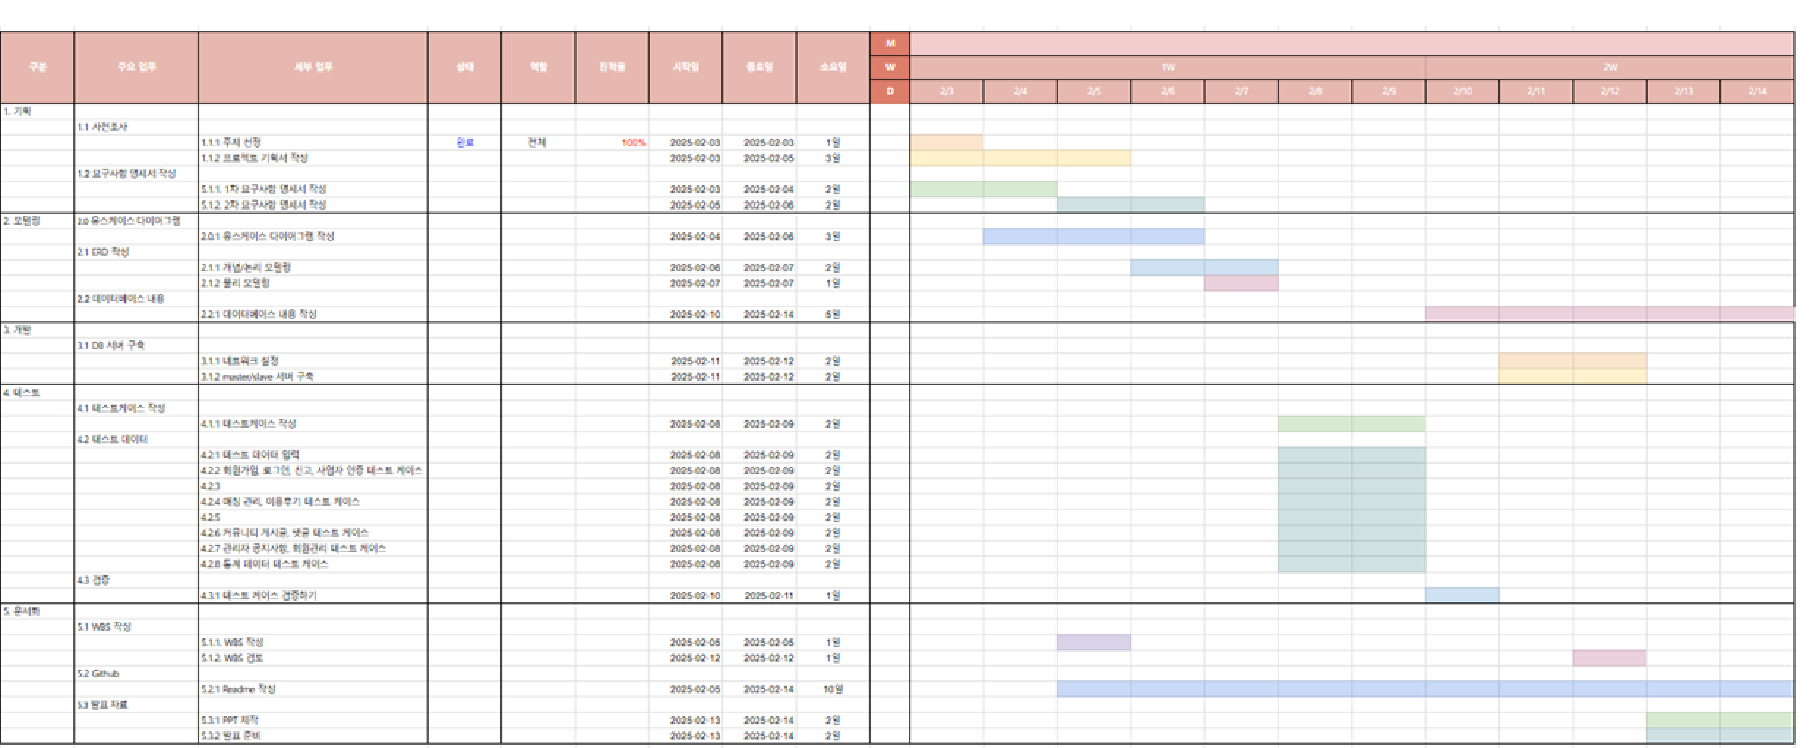 구분 주요 업무 세부 업무 상태 역할 진척율 시작일 종료일 소요일 M
W 1W 2W
D 2/3 2/4 2/5 2/6 2/7 2/8 2/9 2/10 2/11 2/12 2/13 2/14
1. 기획
1.1 사전조사
1.1.1 주제 선정 완료 전체 100% 2025-02-03 2025-02-03 1일
1.1.2 프로젝트 기획서 작성 2025-02-03 2025-02-05 3일
1.2 요구사항 명세서 작성
5.1.1. 1차 요구사항 명세서 작성 2025-02-03 2025-02-04 2일
5.1.2. 2차 요구사항 명세서 작성 2025-02-05 2025-02-06 2일
2. 모델링 2.0 유스케이스 다이어그램
2.0.1 유스케이스 다이어그램 작성 2025-02-04 2025-02-06 3일
2.1 ERD 작성
2.1.1 개념/논리 모델링 2025-02-06 2025-02-07 2일
2.1.2 물리 모델링 2025-02-07 2025-02-07 1일
2.2 데이터베이스 내용
2.2.1 데이터베이스 내용 작성 2025-02-10 2025-02-14 5일
3. 개발
3.1 DB 서버 구축
3.1.1 네트워크 설정 2025-02-11 2025-02-12 2일
3.1.2 master/slave 서버 구축 2025-02-11 2025-02-12 2일
4. 테스트
4.1 테스트케이스 작성
4.1.1 테스트케이스 작성 2025-02-08 2025-02-09 2일
4.2 테스트 데이터
4.2.1 테스트 데이터 입력 2025-02-08 2025-02-09 2일
4.2.2 회원가입, 로그인, 신고, 사업자 인증 테스트 케이스 2025-02-08 2025-02-09 2일
4.2.3 2025-02-08 2025-02-09 2일
4.2.4 매칭 관리, 이용후기 테스트 케이스 2025-02-08 2025-02-09 2일
4.2.5 2025-02-08 2025-02-09 2일
4.2.6 커뮤니티 게시글, 댓글 테스트 케이스 2025-02-08 2025-02-09 2일
4.2.7 관리자 공지사항, 회원관리 테스트 케이스 2025-02-08 2025-02-09 2일
4.2.8 통계 데이터 테스트 케이스 2025-02-08 2025-02-09 2일
4.3 검증
4.3.1 테스트 케이스 검증하기 2025-02-10 2025-02-11 1일
5. 문서화
5.1 WBS 작성
5.1.1. WBS 작성 2025-02-05 2025-02-05 1일
5.1.2. WBS 검토 2025-02-12 2025-02-12 1일
5.2 Github
5.2.1 Readme 작성 2025-02-05 2025-02-14 10일
5.3 발표 자료
5.3.1 PPT 제작 2025-02-13 2025-02-14 2일
5.3.2 발표 준비 2025-02-13 2025-02-14 2일